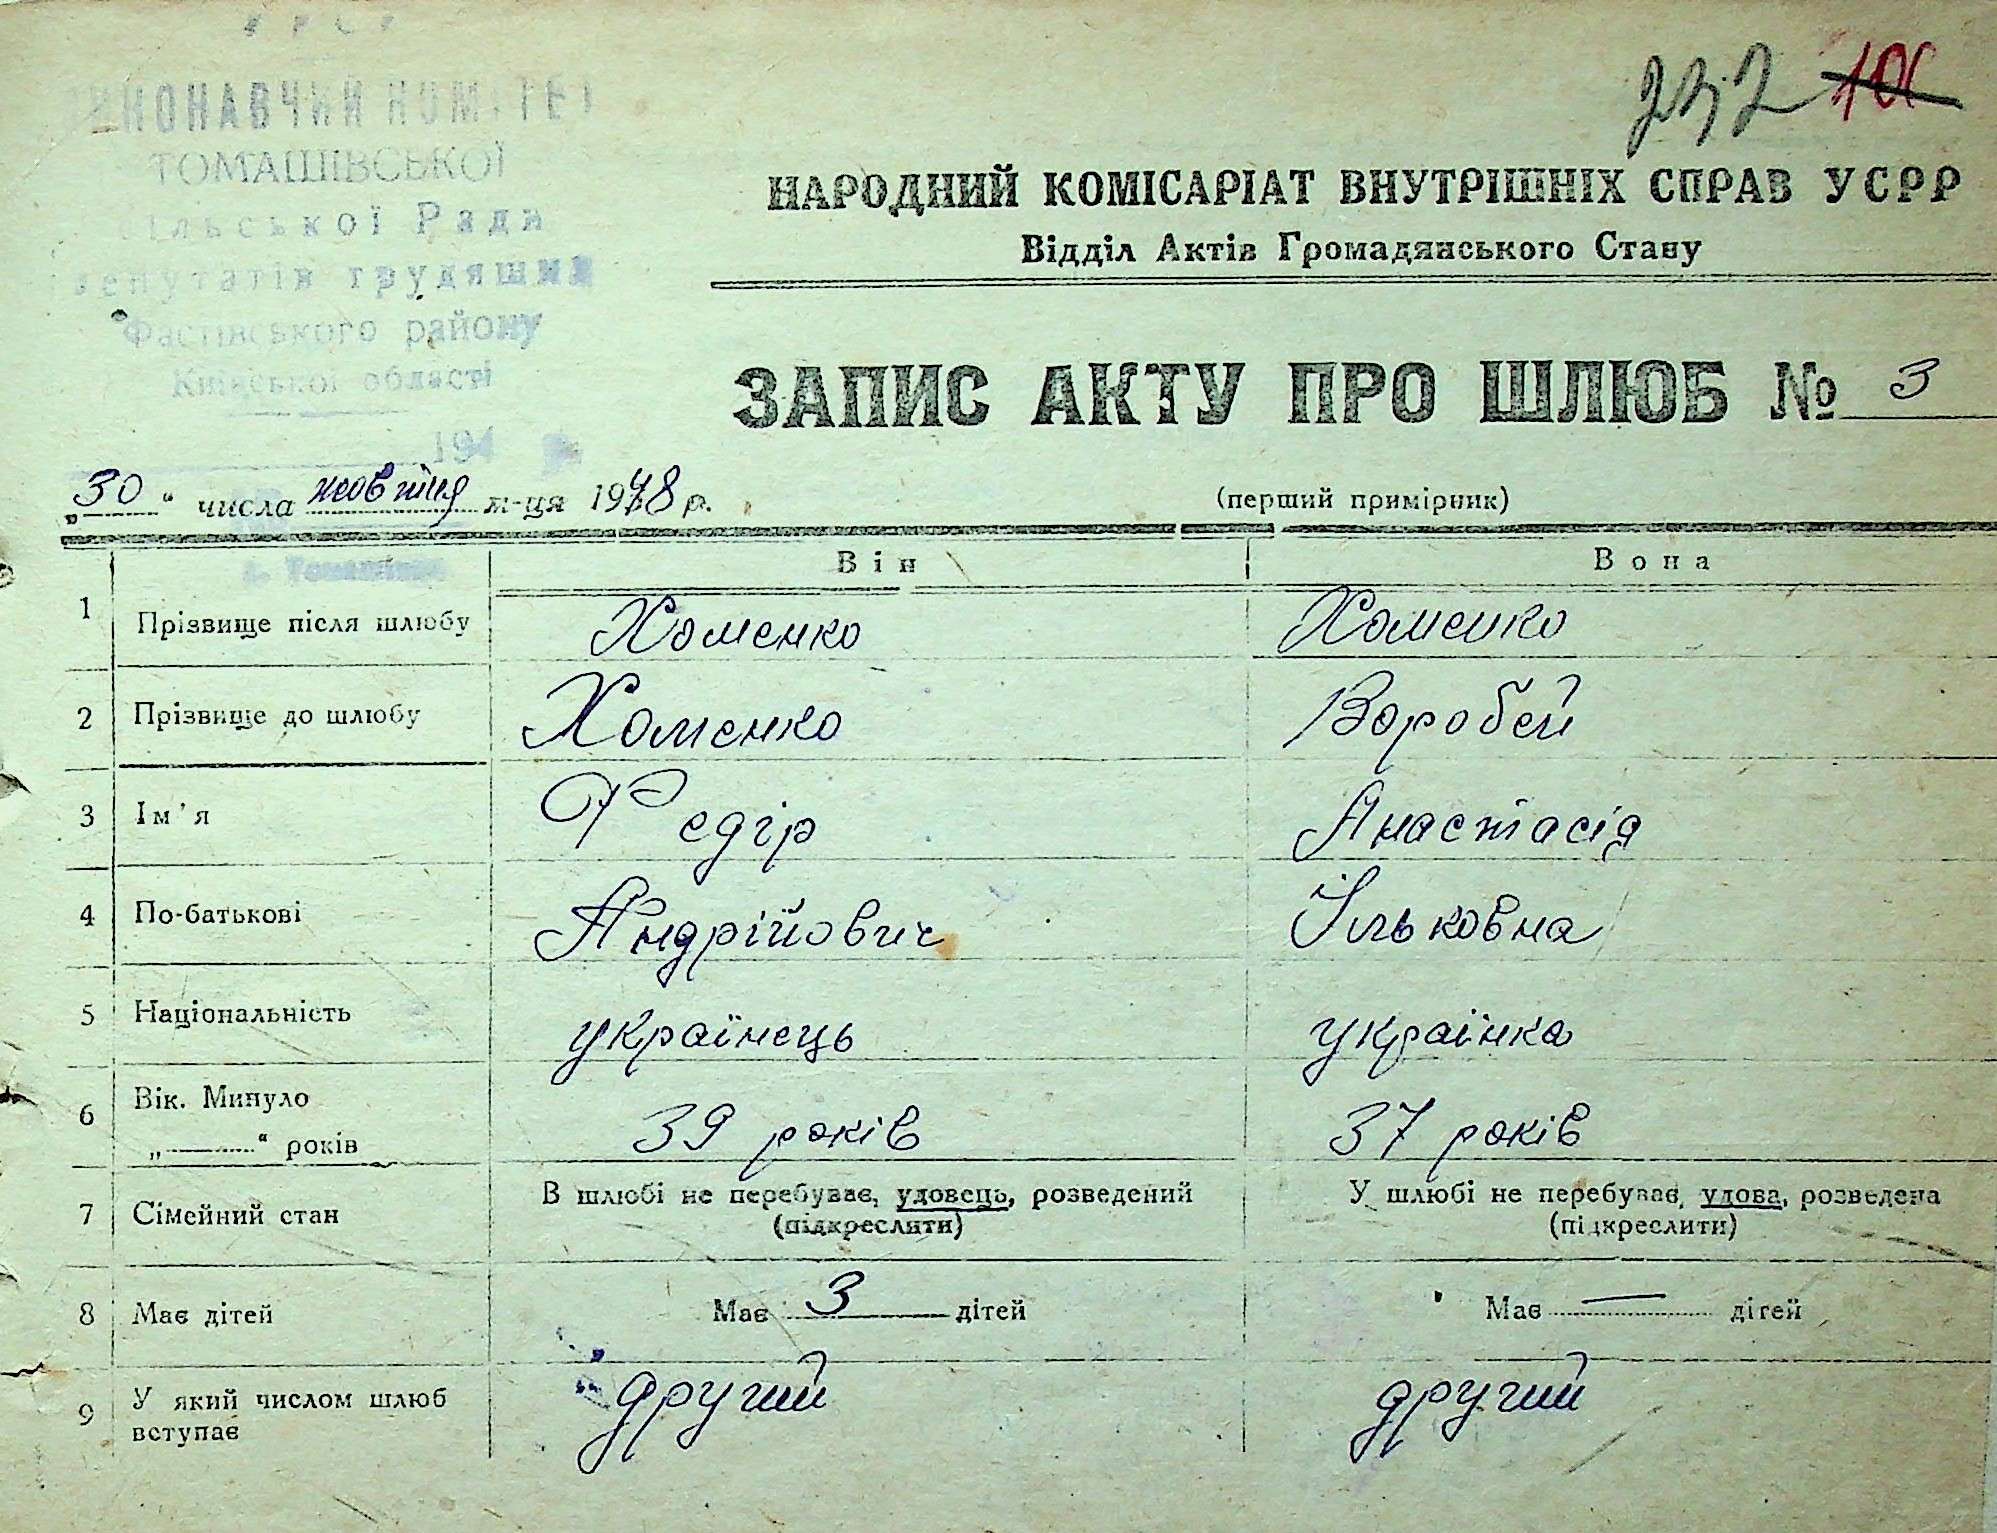 ВИКОНАВЧИЙ КОМІТЕТ
ТОМАШІВСЬКОЇ
сільської Ради
депутатів трудящих
Фастівського району
Київської області
194
НАРОДНИЙ КОМІСАРІАТ ВНУТРІШНІХ СПРАВ УСРР
Відділ Актів Громадянського Стану
ЗАПИС АКТУ ПРО ШЛЮБ № 3
„30“ числа жовтня м-ця 1948 р. (перший примірник)
Він Вона
1 Прізвище після шлюбу Хоменко Хоменко
2 Прізвище до шлюбу Хоменко Воробей
3 Ім'я Федір Анастасія
4 По-батькові Андрійович Ільковна
5 Національність українець українка
6 Вік. Минуло
„——“ років 39 років 37 років
7 Сімейний стан В шлюбі не перебуває, удовець, розведений У шлюбі не перебуває, удова, розведена
(підкреслити) (підкреслити)
8 Має дітей Має 3 дітей Має — дітей
9 У який числом шлюб
вступає другий другий